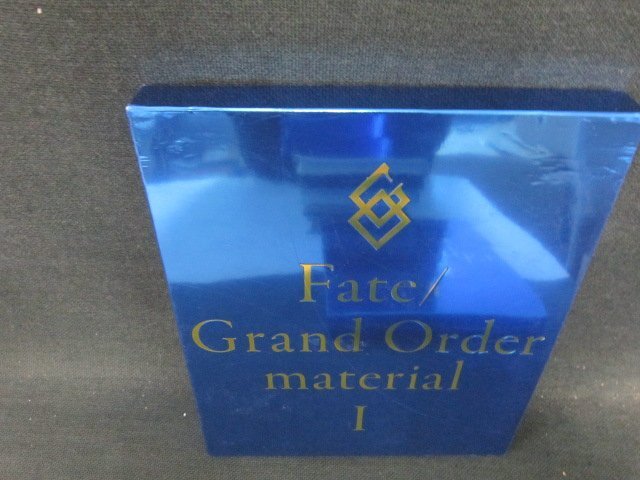 Fate/
Grand Order
material
I